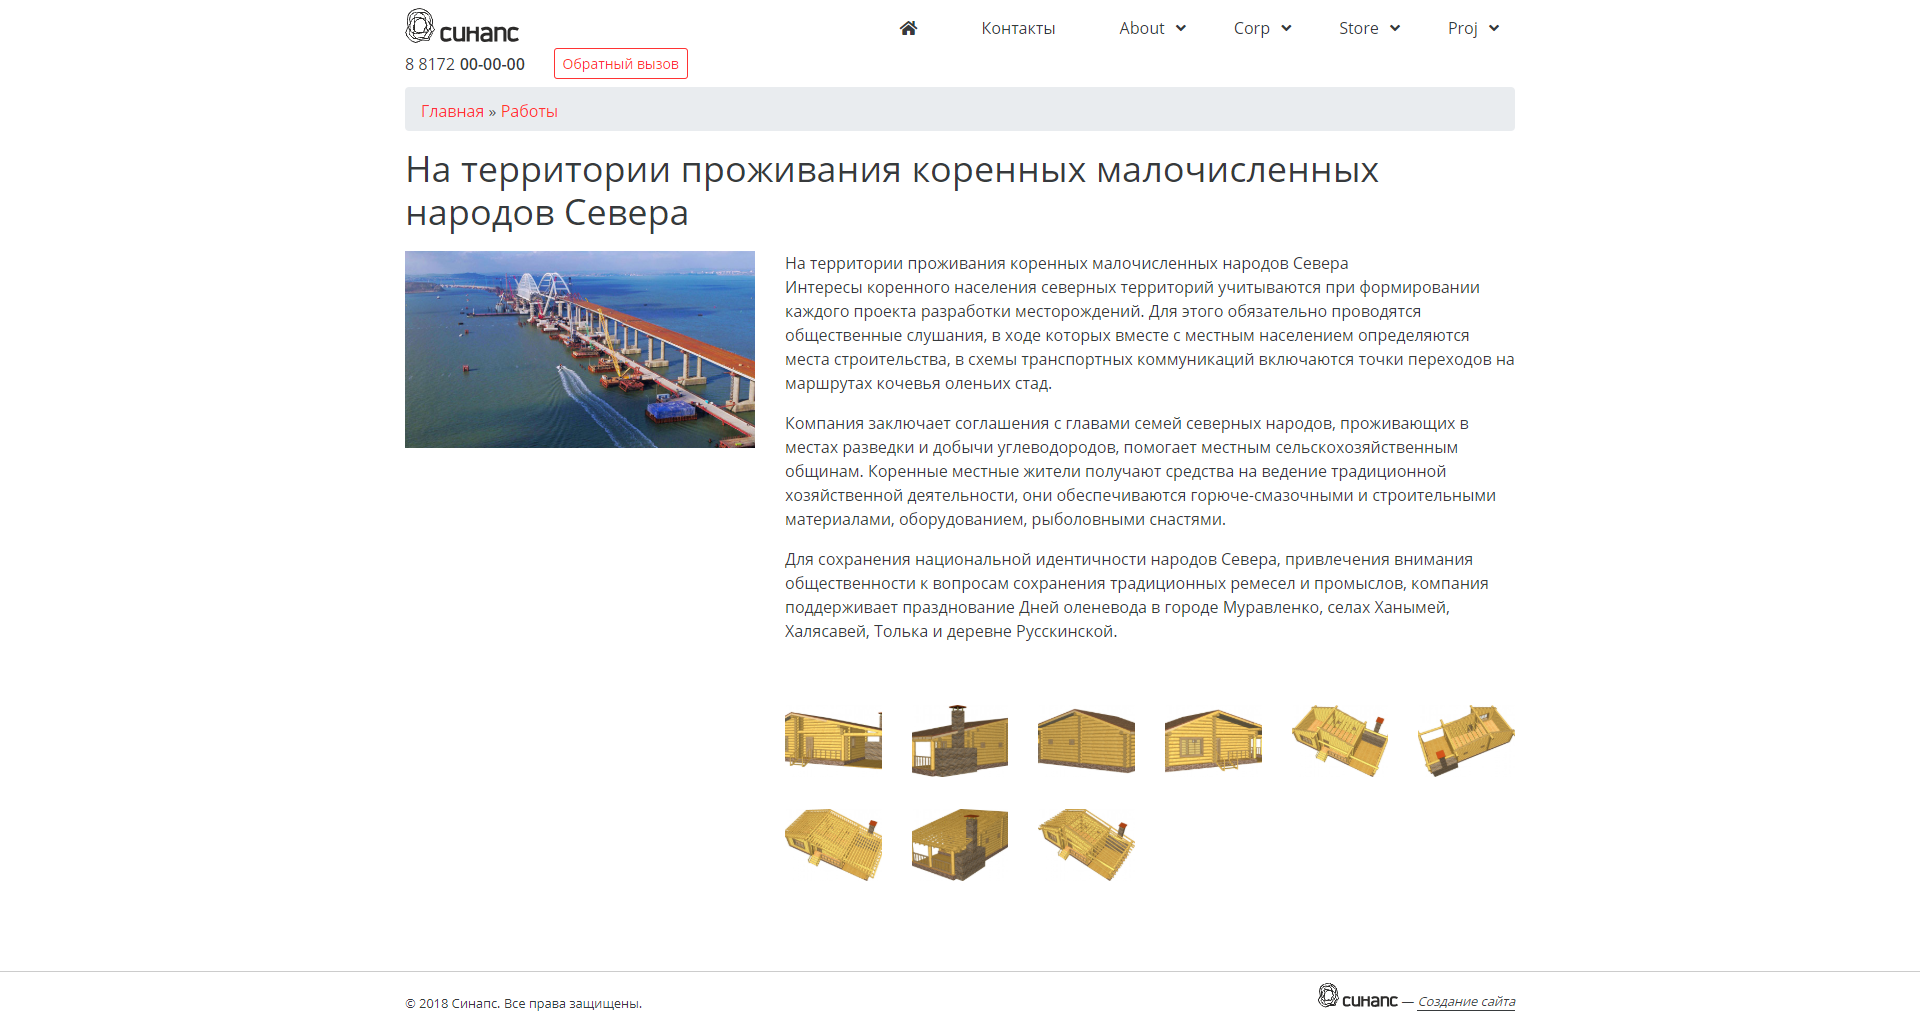 синапс
Контакты
About
Corp
Store
Proj
8 8172 00-00-00
Обратный вызов
Главная » Работы
На территории проживания коренных малочисленных
народов Севера
На территории проживания коренных малочисленных народов Севера
Интересы коренного населения северных территорий учитываются при формировании
каждого проекта разработки месторождений. Для этого обязательно проводятся
общественные слушания, в ходе которых вместе с местным населением определяются
места строительства, в схемы транспортных коммуникаций включаются точки переходов на
маршрутах кочевья оленьих стад.
Компания заключает соглашения с главами семей северных народов, проживающих в
местах разведки и добычи углеводородов, помогает местным сельскохозяйственным
общинам. Коренные местные жители получают средства на ведение традиционной
хозяйственной деятельности, они обеспечиваются горюче-смазочными и строительными
материалами, оборудованием, рыболовными снастями.
Для сохранения национальной идентичности народов Севера, привлечения внимания
общественности к вопросам сохранения традиционных ремесел и промыслов, компания
поддерживает празднование Дней оленевода в городе Муравленко, селах Ханымей,
Халясавей, Толька и деревне Русскинской.
© 2018 Синапс. Все права защищены.
синапс — Создание сайта